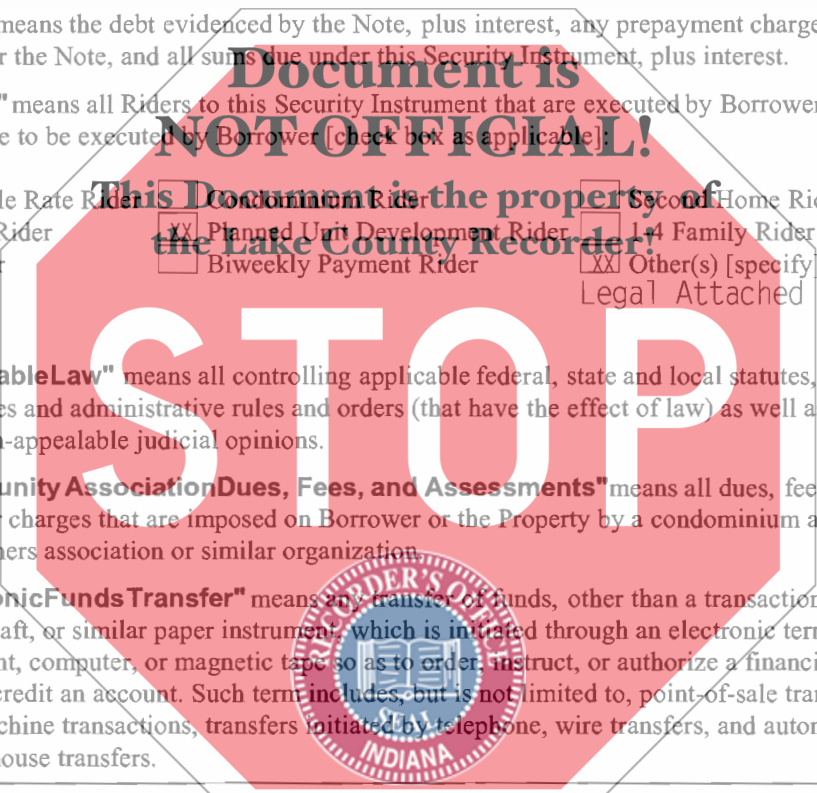 means the debt evidenced by the Note, plus interest, any prepayment charge
r the Note, and all sums due under this Security Instrument, plus interest.
Document is
" means all Riders to this Security Instrument that are executed by Borrower
e to be executed by Borrower [check box as applicable]:
NOT OFFICIAL!
This Document is the property of
the Lake County Recorder!
le Rate Rider Condominium Rider Second Home Ri
Rider XX Planned Unit Development Rider 1-4 Family Rider
r Biweekly Payment Rider XX Other(s) [specify]
Legal Attached
STOP
ableLaw" means all controlling applicable federal, state and local statutes,
es and administrative rules and orders (that have the effect of law) as well a
-appealable judicial opinions.
unity AssociationDues, Fees, and Assessments"means all dues, fee
r charges that are imposed on Borrower or the Property by a condominium a
ners association or similar organization.
onicFundsTransfer" means any transfer of funds, other than a transaction
aft, or similar paper instrument, which is initiated through an electronic ter
nt, computer, or magnetic tape so as to order, instruct, or authorize a financi
credit an account. Such term includes, but is not limited to, point-of-sale tra
chine transactions, transfers initiated by telephone, wire transfers, and autor
ouse transfers.
RECORDER'S OFFICE
SEAL
INDIANA